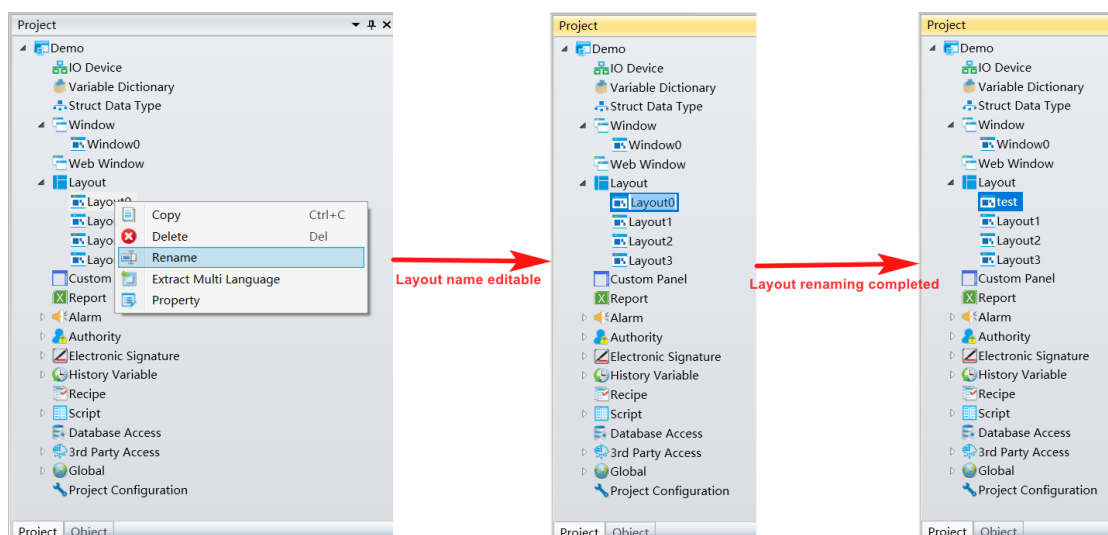 Project
Demo
IO Device
Variable Dictionary
Struct Data Type
Window
Window0
Web Window
Layout
Layout0
Layo
Layo
Layo
Custom
Report
Alarm
Authority
Electronic Signature
History Variable
Recipe
Script
Database Access
3rd Party Access
Global
Project Configuration
Project Object
Copy Ctrl+C
Delete Del
Rename
Extract Multi Language
Property
Layout name editable
Project
Demo
IO Device
Variable Dictionary
Struct Data Type
Window
Window0
Web Window
Layout
Layout0
Layout1
Layout2
Layout3
Custom Panel
Report
Alarm
Authority
Electronic Signature
History Variable
Recipe
Script
Database Access
3rd Party Access
Global
Project Configuration
Project Object
Layout renaming completed
Project
Demo
IO Device
Variable Dictionary
Struct Data Type
Window
Window0
Web Window
Layout
test
Layout1
Layout2
Layout3
Custom Panel
Report
Alarm
Authority
Electronic Signature
History Variable
Recipe
Script
Database Access
3rd Party Access
Global
Project Configuration
Project Object